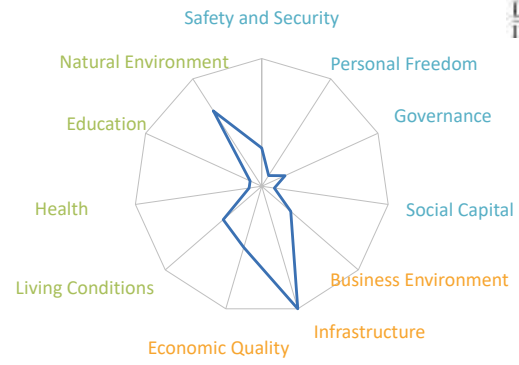 Safety and Security
Natural Environment
Personal Freedom
Education
Governance
Health
Social Capital
Living Conditions
Business Environment
Economic Quality
Infrastructure